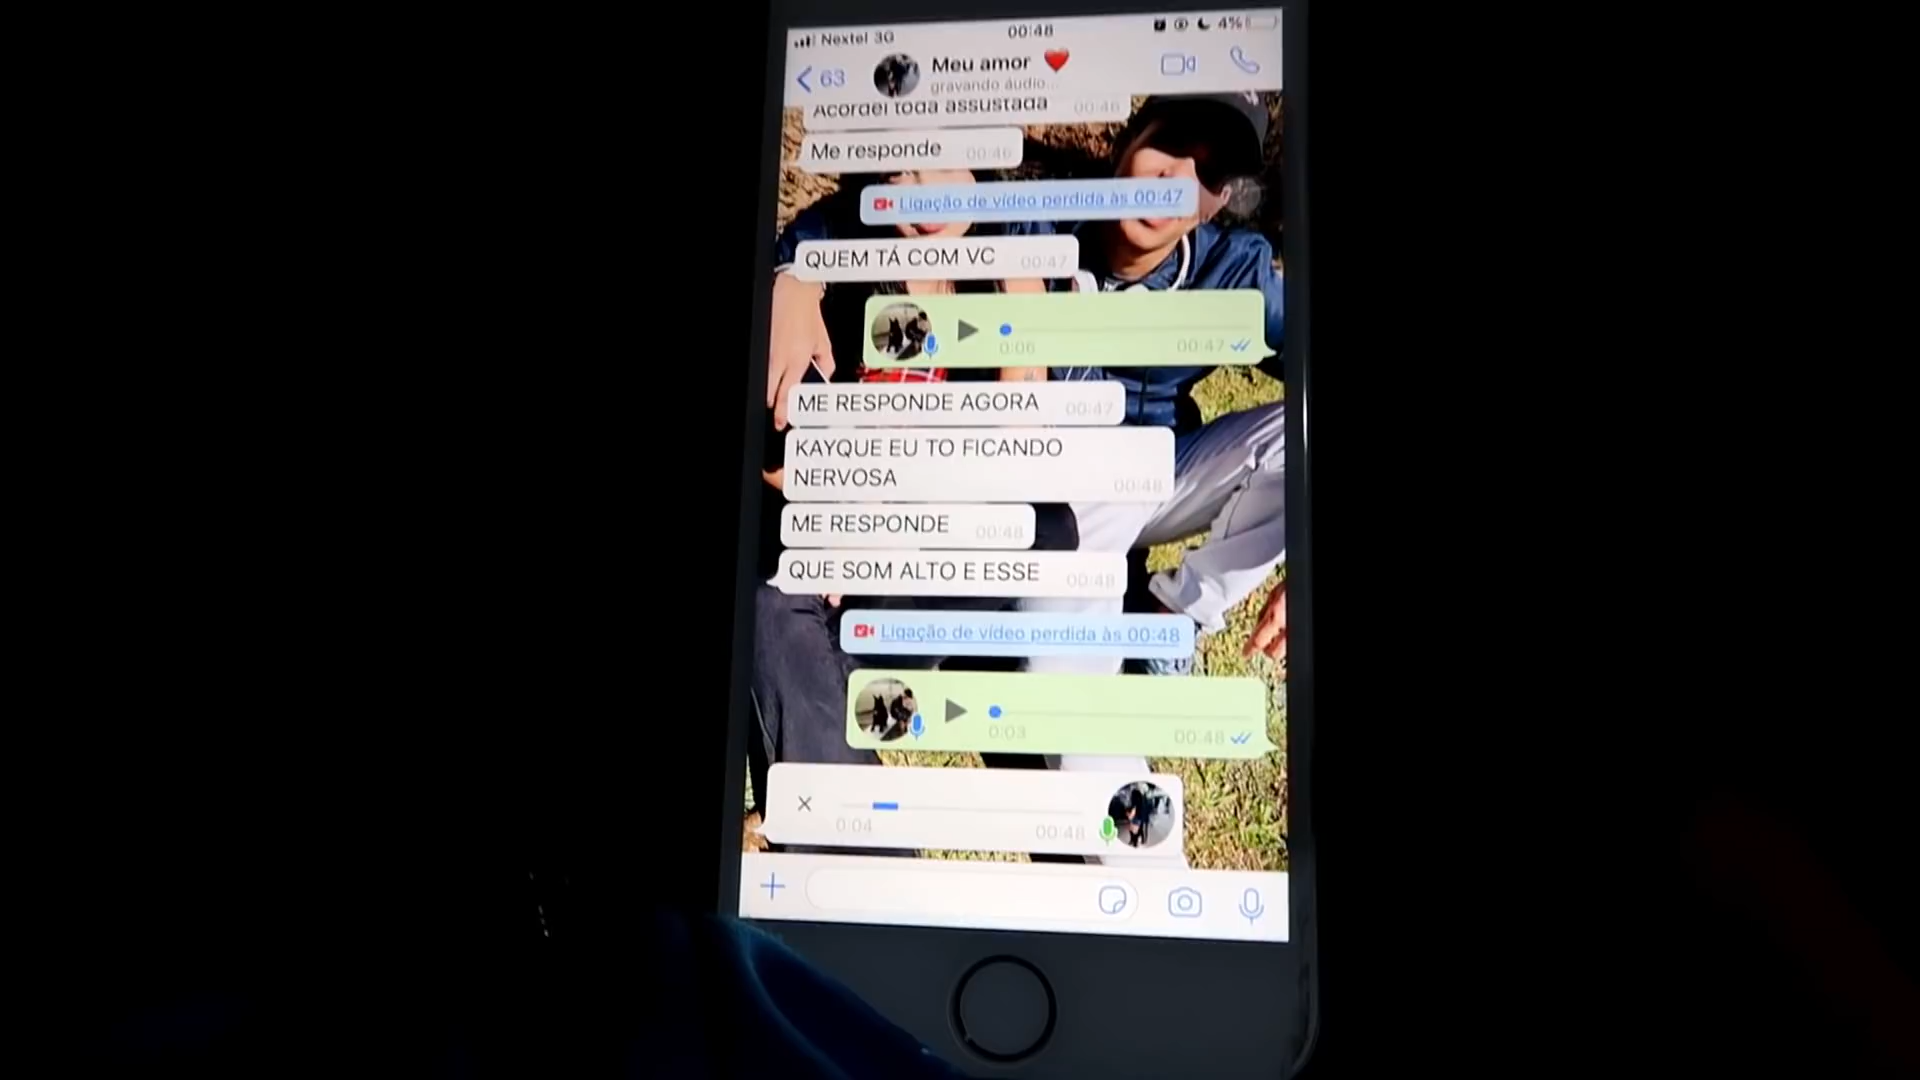 Nextel 3G 00:48 4%
63 Meu amor ❤️
gravando áudio...
Acordei toda assustada 00:46
Me responde 00:46
Ligação de vídeo perdida às 00:47
QUEM TÁ COM VC 00:47
0:06 00:47
ME RESPONDE AGORA 00:47
KAYQUE EU TO FICANDO
NERVOSA 00:48
ME RESPONDE 00:48
QUE SOM ALTO E ESSE 00:48
Ligação de vídeo perdida às 00:48
0:03 00:48
0:04 00:48